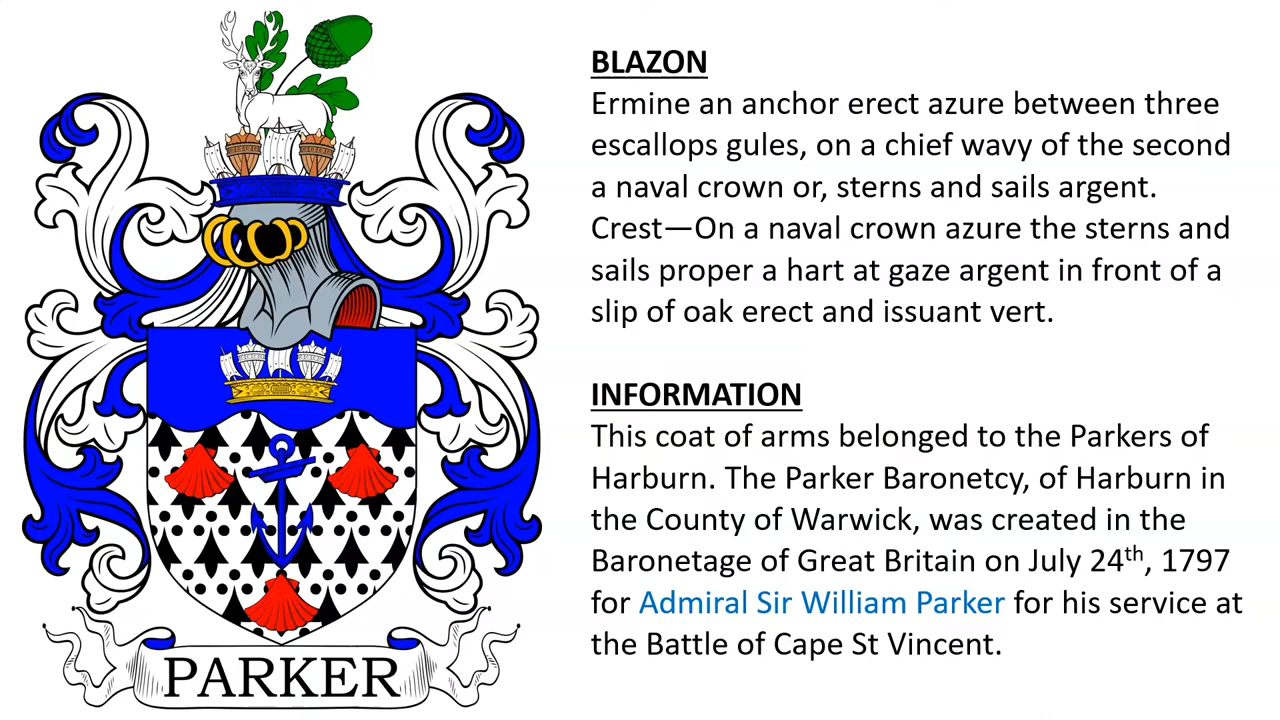 BLAZON
Ermine an anchor erect azure between three
escallops gules, on a chief wavy of the second
a naval crown or, sterns and sails argent.
Crest—On a naval crown azure the sterns and
sails proper a hart at gaze argent in front of a
slip of oak erect and issuant vert.
INFORMATION
This coat of arms belonged to the Parkers of
Harburn. The Parker Baronetcy, of Harburn in
the County of Warwick, was created in the
Baronetage of Great Britain on July 24th, 1797
for Admiral Sir William Parker for his service at
the Battle of Cape St Vincent.
PARKER